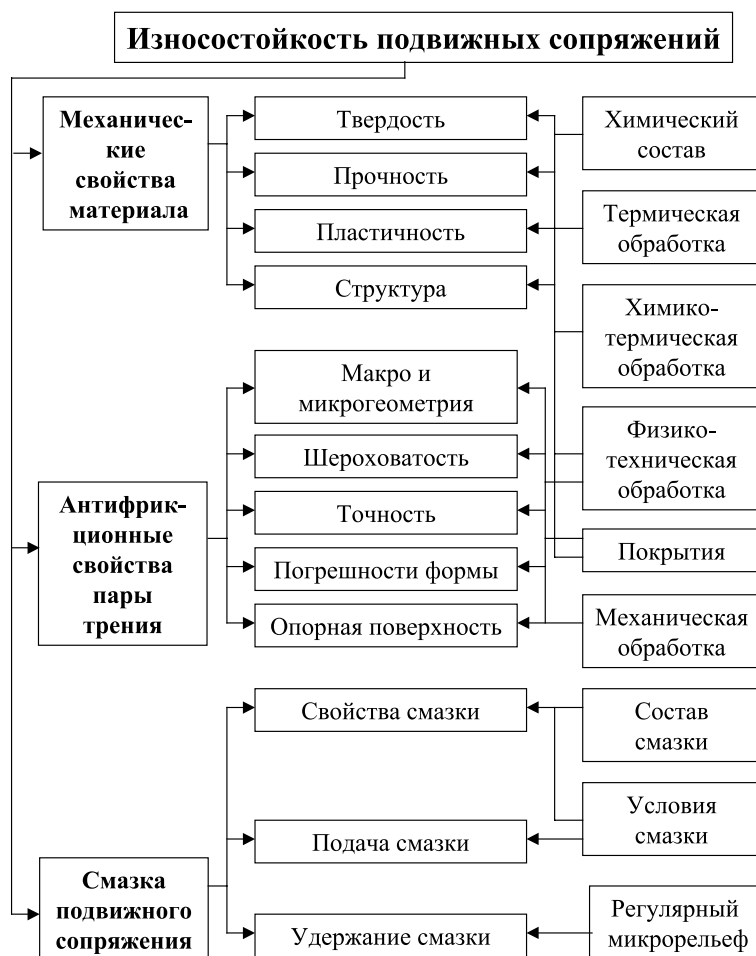 Износостойкость подвижных сопряжений
Механичес-
кие
свойства
материала
Твердость
Прочность
Пластичность
Структура
Химический
состав
Термическая
обработка
Химико-
термическая
обработка
Антифрик-
ционные
свойства
пары
трения
Макро и
микрогеометрия
Шероховатость
Точность
Погрешности формы
Опорная поверхность
Физико-
техническая
обработка
Покрытия
Механическая
обработка
Смазка
подвижного
сопряжения
Свойства смазки
Подача смазки
Удержание смазки
Состав
смазки
Условия
смазки
Регулярный
микрорельеф